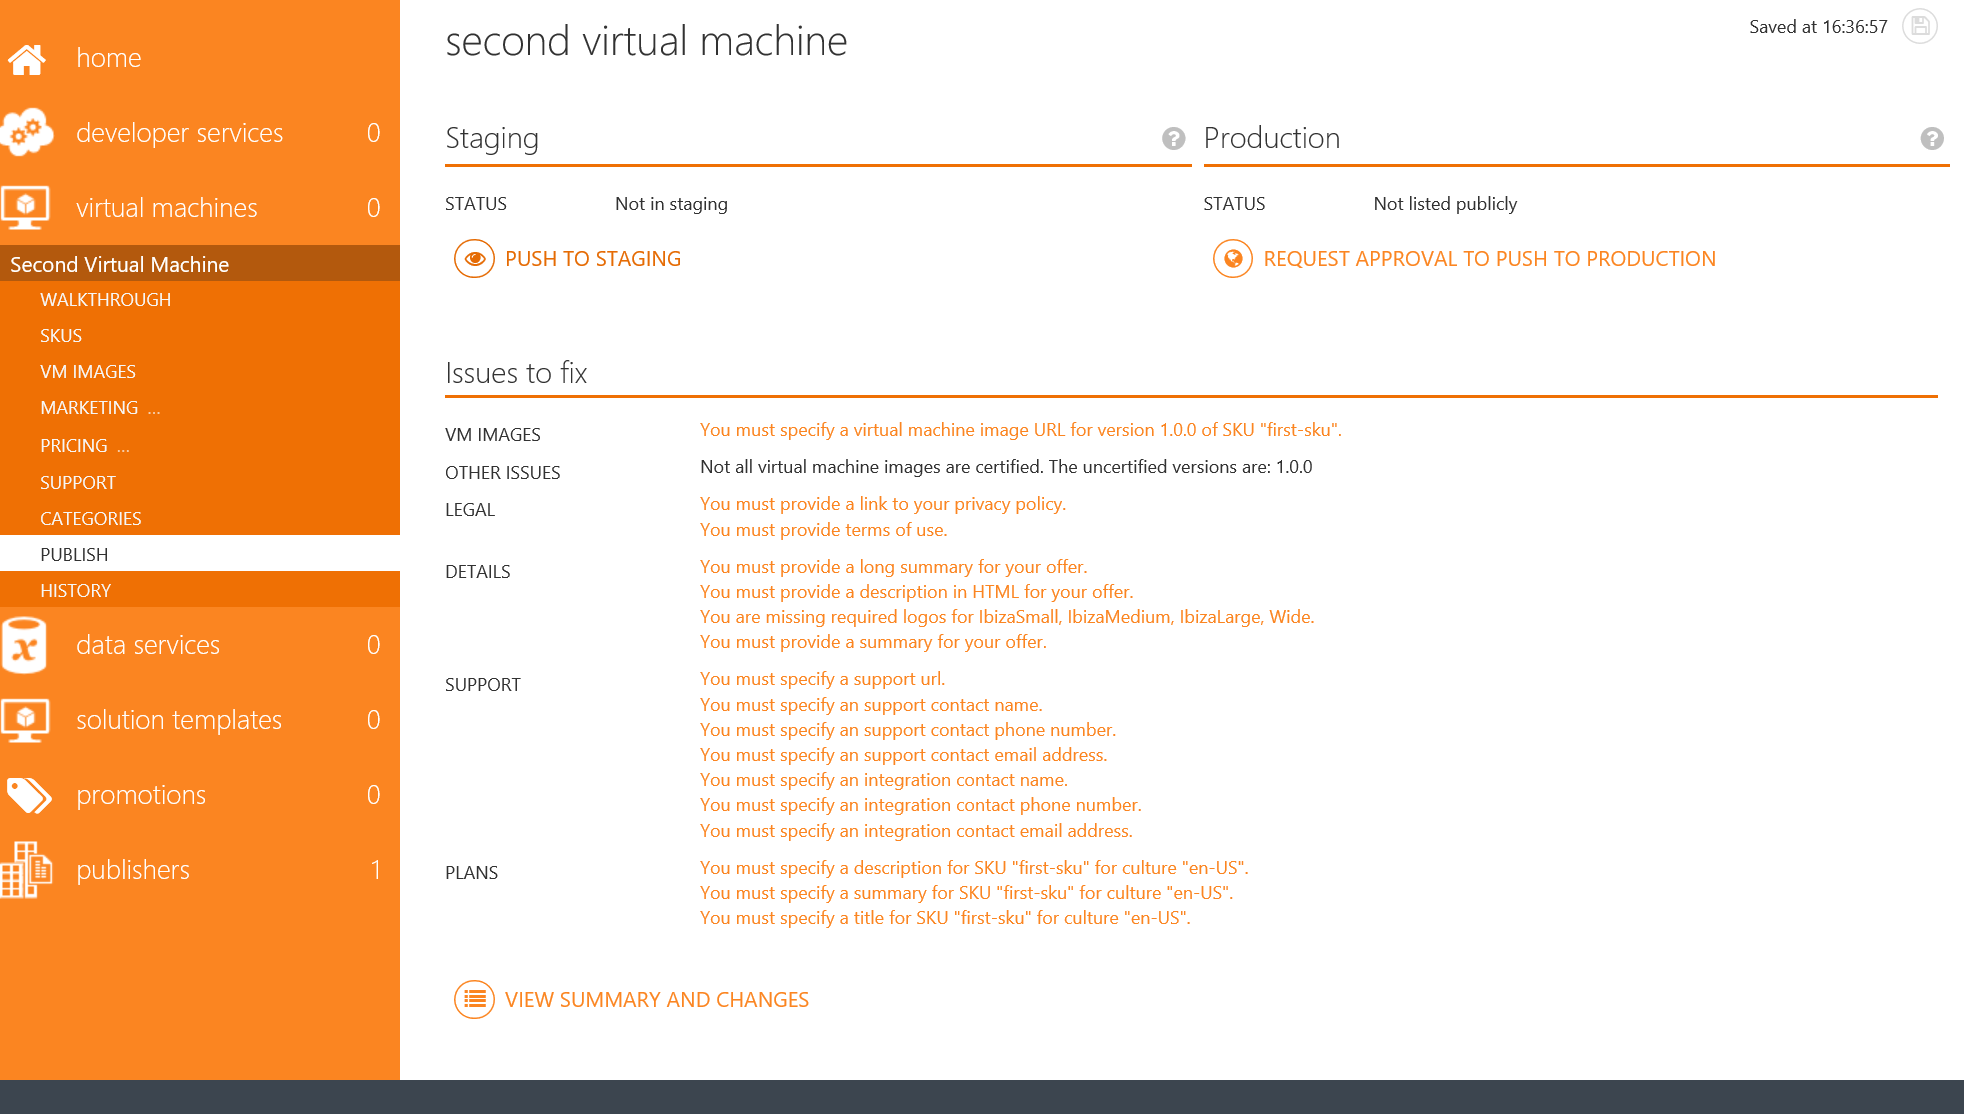 home
developer services 0
virtual machines 0
Second Virtual Machine
WALKTHROUGH
SKUS
VM IMAGES
MARKETING ...
PRICING ...
SUPPORT
CATEGORIES
PUBLISH
HISTORY
data services 0
solution templates 0
promotions 0
publishers 1
second virtual machine
Saved at 16:36:57
Staging
STATUS Not in staging
PUSH TO STAGING
Production
STATUS Not listed publicly
REQUEST APPROVAL TO PUSH TO PRODUCTION
Issues to fix
VM IMAGES You must specify a virtual machine image URL for version 1.0.0 of SKU "first-sku".
OTHER ISSUES Not all virtual machine images are certified. The uncertified versions are: 1.0.0
LEGAL You must provide a link to your privacy policy.
You must provide terms of use.
DETAILS You must provide a long summary for your offer.
You must provide a description in HTML for your offer.
You are missing required logos for IbizaSmall, IbizaMedium, IbizaLarge, Wide.
You must provide a summary for your offer.
SUPPORT You must specify a support url.
You must specify an support contact name.
You must specify an support contact phone number.
You must specify an support contact email address.
You must specify an integration contact name.
You must specify an integration contact phone number.
You must specify an integration contact email address.
PLANS You must specify a description for SKU "first-sku" for culture "en-US".
You must specify a summary for SKU "first-sku" for culture "en-US".
You must specify a title for SKU "first-sku" for culture "en-US".
VIEW SUMMARY AND CHANGES